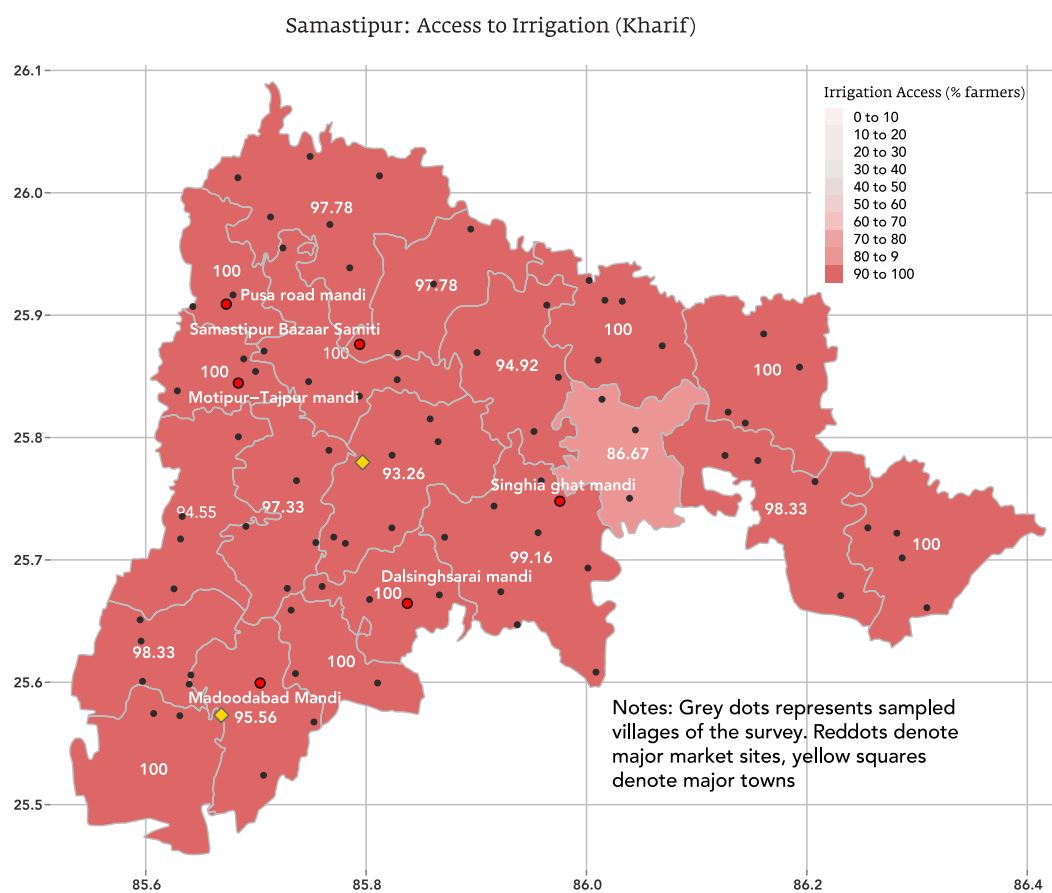 Samastipur: Access to Irrigation (Kharif)
26.1
Irrigation Access (% farmers)
0 to 10
10 to 20
20 to 30
30 to 40
40 to 50
50 to 60
60 to 70
70 to 80
80 to 9
90 to 100
26.0
97.78
100
97.78
Pusa road mandi
25.9
Samastipur Bazaar Samiti
100
100
94.92
100
100
Motipur–Tajpur mandi
25.8
86.67
93.26
Singhia ghat mandi
97.33
94.55
98.33
100
99.16
25.7
Dalsinghsarai mandi
100
98.33
100
25.6
Madoodabad Mandi
95.56
Notes: Grey dots represents sampled
villages of the survey. Reddots denote
major market sites, yellow squares
denote major towns
100
25.5
85.6
85.8
86.0
86.2
86.4